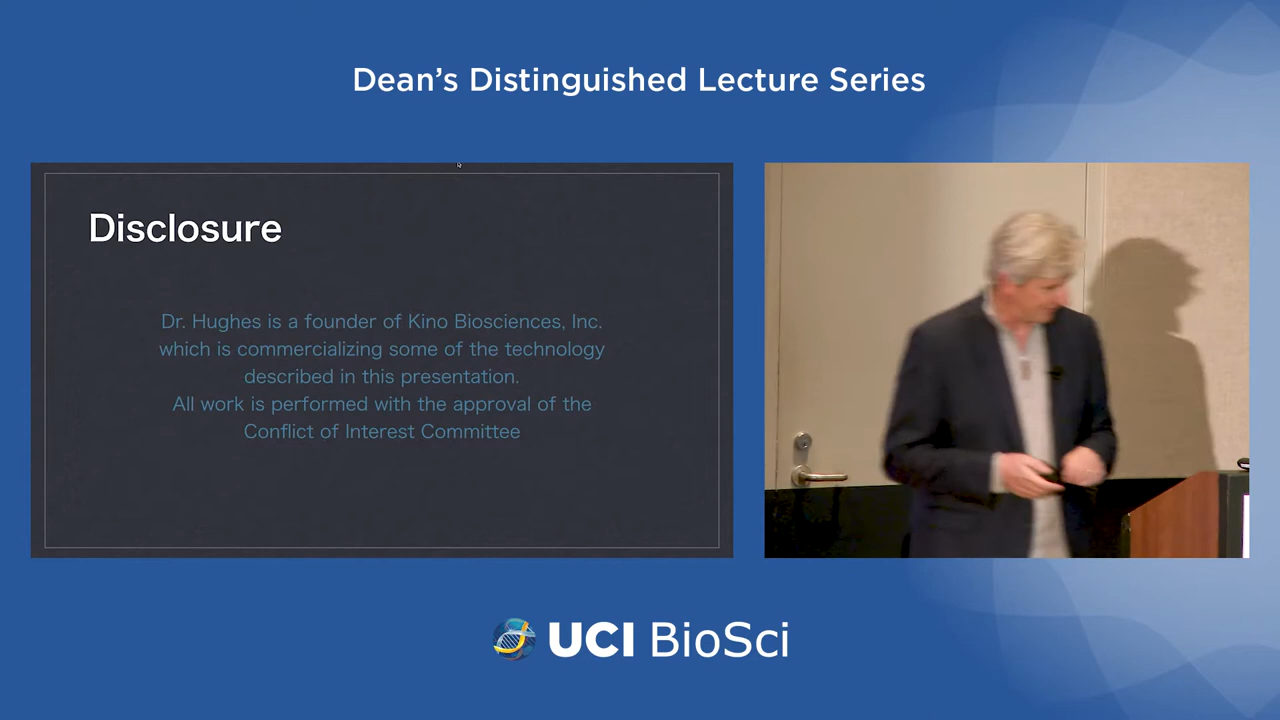 Dean’s Distinguished Lecture Series
Disclosure
Dr. Hughes is a founder of Kino Biosciences, Inc.
which is commercializing some of the technology
described in this presentation.
All work is performed with the approval of the
Conflict of Interest Committee
UCI BioSci